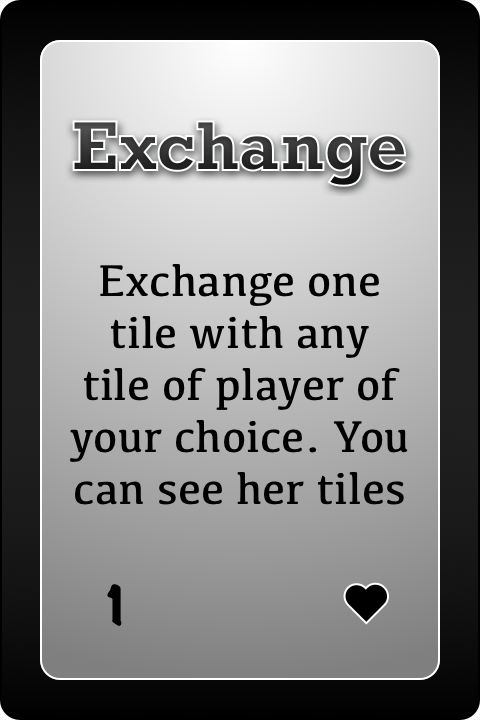 Exchange
Exchange one
tile with any
tile of player of
your choice. You
can see her tiles
1